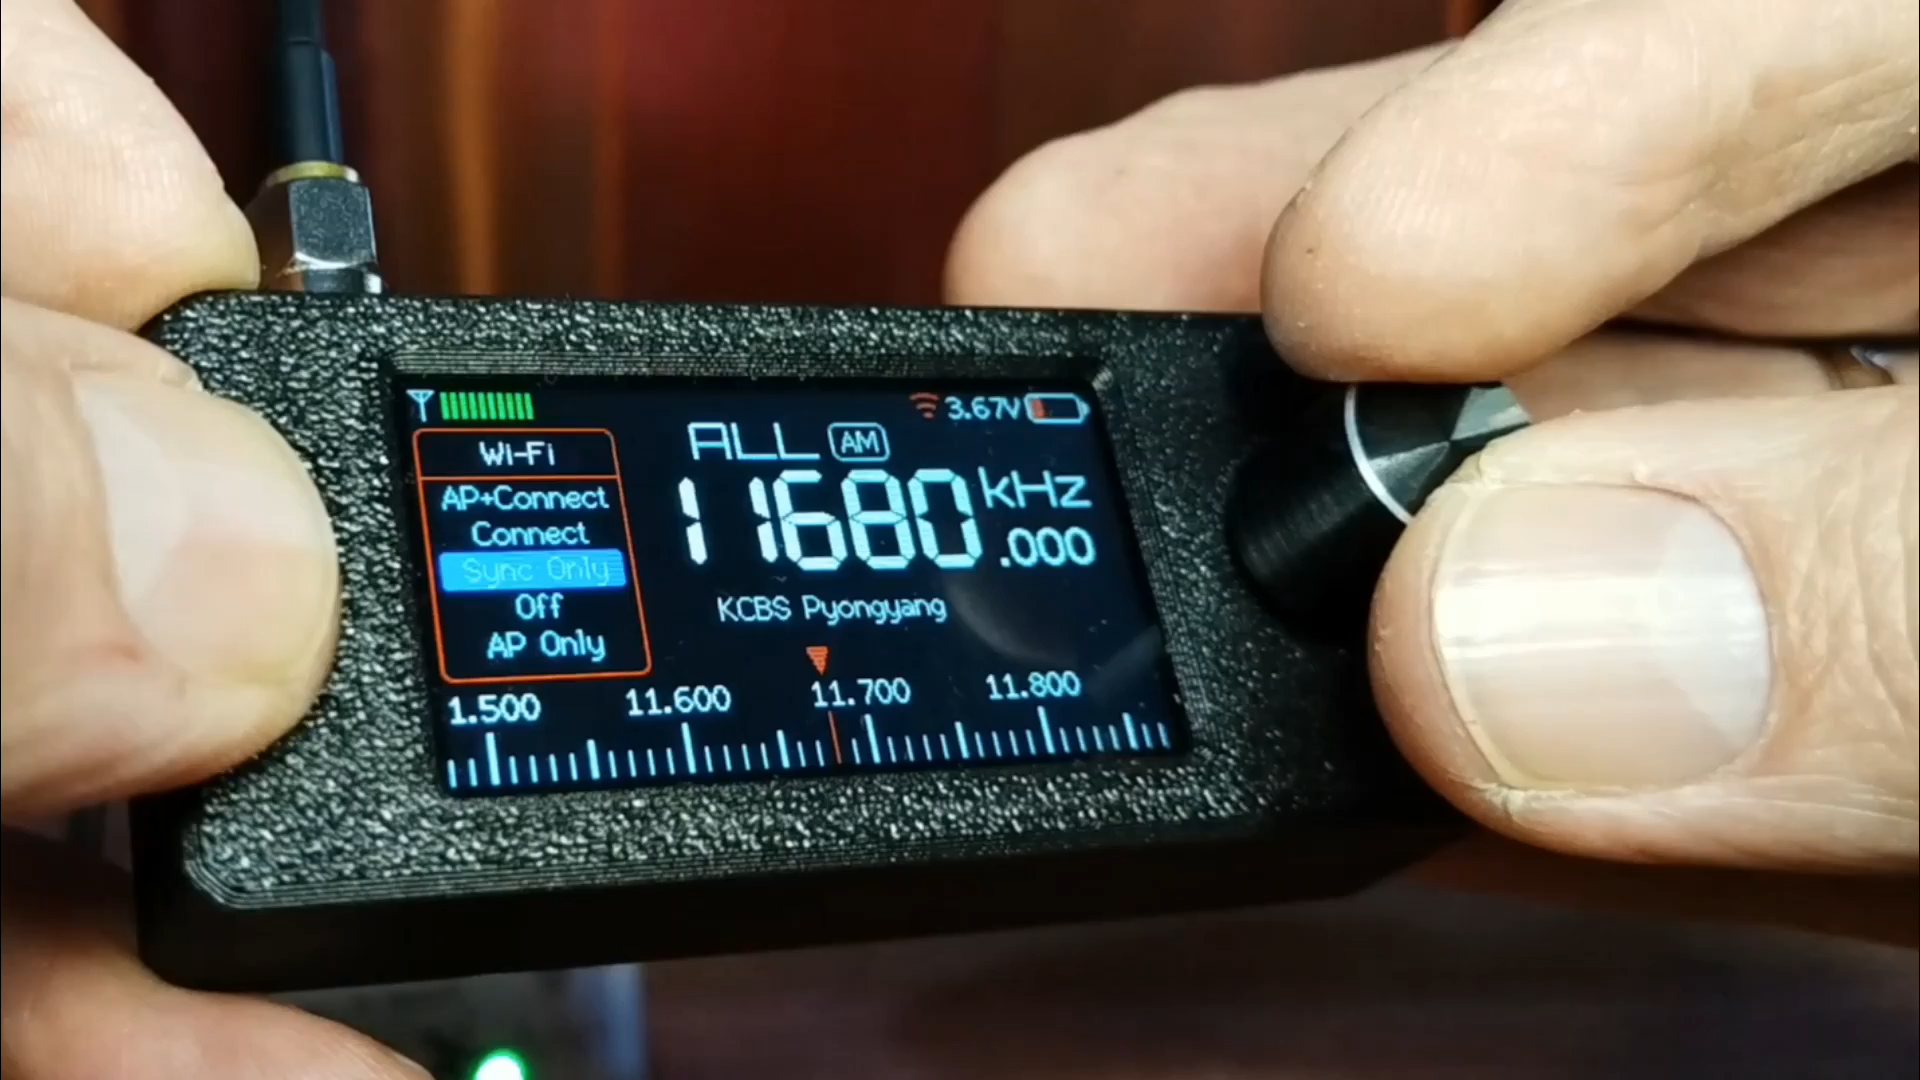 3.67V
Wi-Fi
AP+Connect
Connect
Sync Only
Off
AP Only
ALL AM
11680 kHz
.000
KCBS Pyongyang
1.500 11.600 11.700 11.800